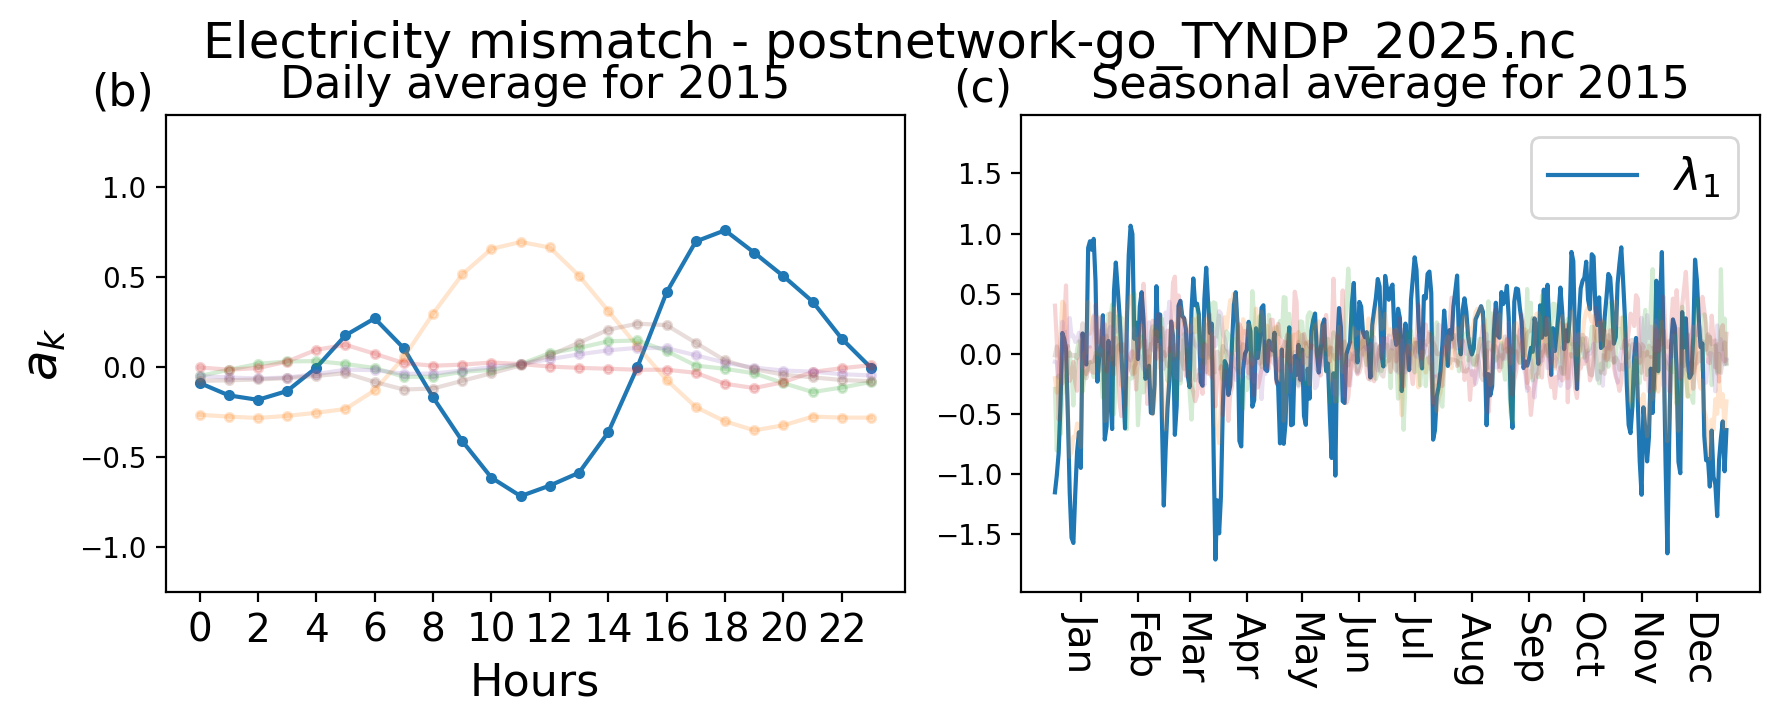 Electricity mismatch - postnetwork-go_TYNDP_2025.nc
(b) Daily average for 2015
1.0
0.5
0.0
−0.5
−1.0
a_k
0 2 4 6 8 10 12 14 16 18 20 22
Hours
(c) Seasonal average for 2015
λ_1
1.5
1.0
0.5
0.0
−0.5
−1.0
−1.5
Jan Feb Mar Apr May Jun Jul Aug Sep Oct Nov Dec